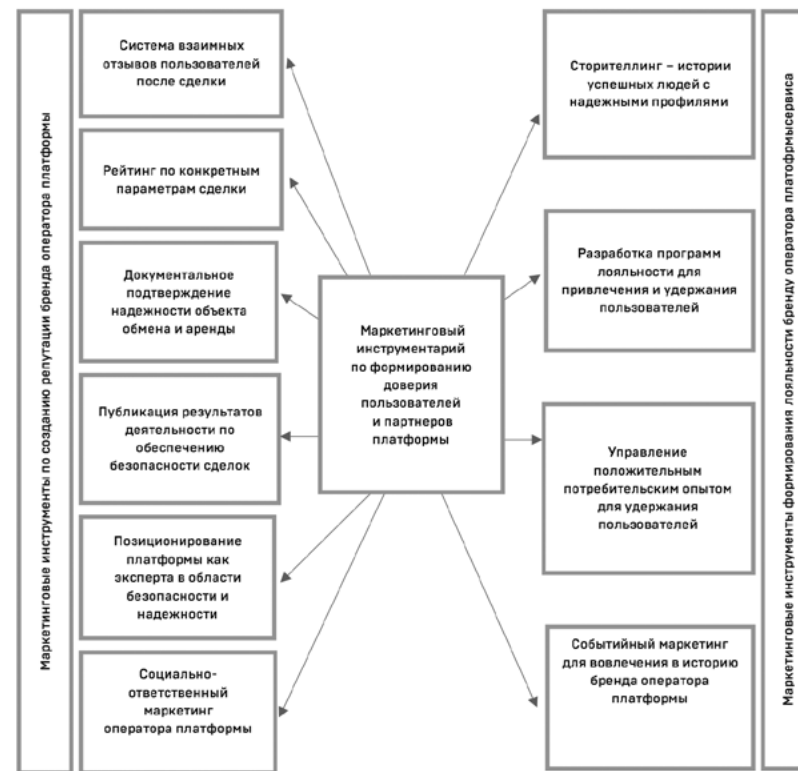 Маркетинговые инструменты по созданию репутации бренда оператора платформы
Система взаимных
отзывов пользователей
после сделки
Рейтинг по конкретным
параметрам сделки
Документальное
подтверждение
надежности объекта
обмена и аренды
Публикация результатов
деятельности по
обеспечению
безопасности сделок
Позиционирование
платформы как
эксперта в области
безопасности и
надежности
Социально-
ответственный
маркетинг
оператора платформы
Маркетинговый
инструментарий
по формированию
доверия
пользователей
и партнеров
платформы
Сторителлинг – истории
успешных людей с
надежными профилями
Разработка программ
лояльности для
привлечения и удержания
пользователей
Управление
положительным
потребительским опытом
для удержания
пользователей
Событийный маркетинг
для вовлечения в историю
бренда оператора
платформы
Маркетинговые инструменты формирования лояльности бренду оператора платофрмысервиса